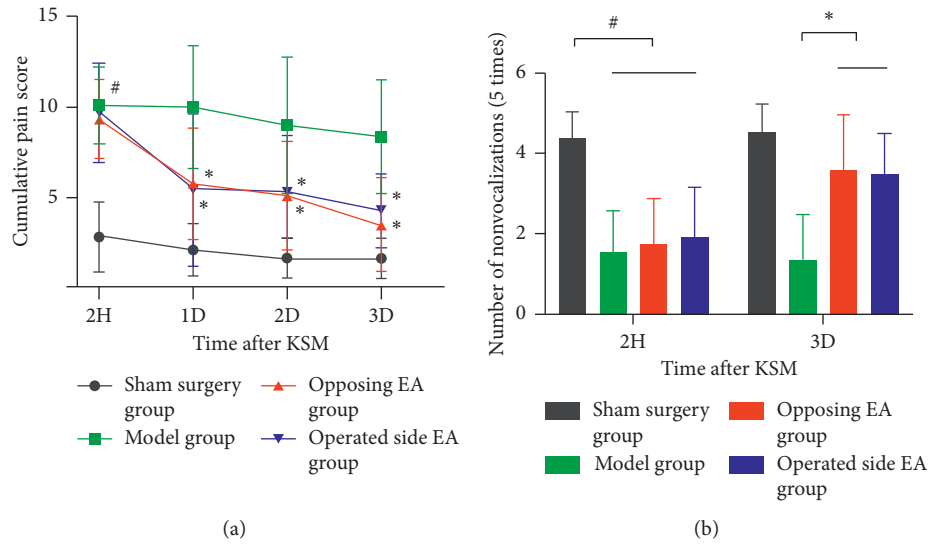 15
10
5
Cumulative pain score
#
*
*
*
*
*
*
2H
1D
2D
3D
Time after KSM
Sham surgery
group
Model group
Opposing EA
group
Operated side EA
group
(a)
#
*
6
4
2
0
Number of nonvocalizations (5 times)
2H
3D
Time after KSM
Sham surgery
group
Model group
Opposing EA
group
Operated side EA
group
(b)